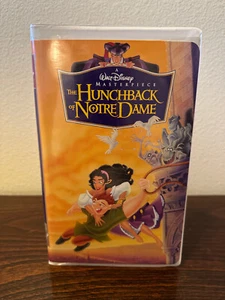 A
WALT DISNEY
MASTERPIECE
THE HUNCHBACK
OF NOTRE DAME